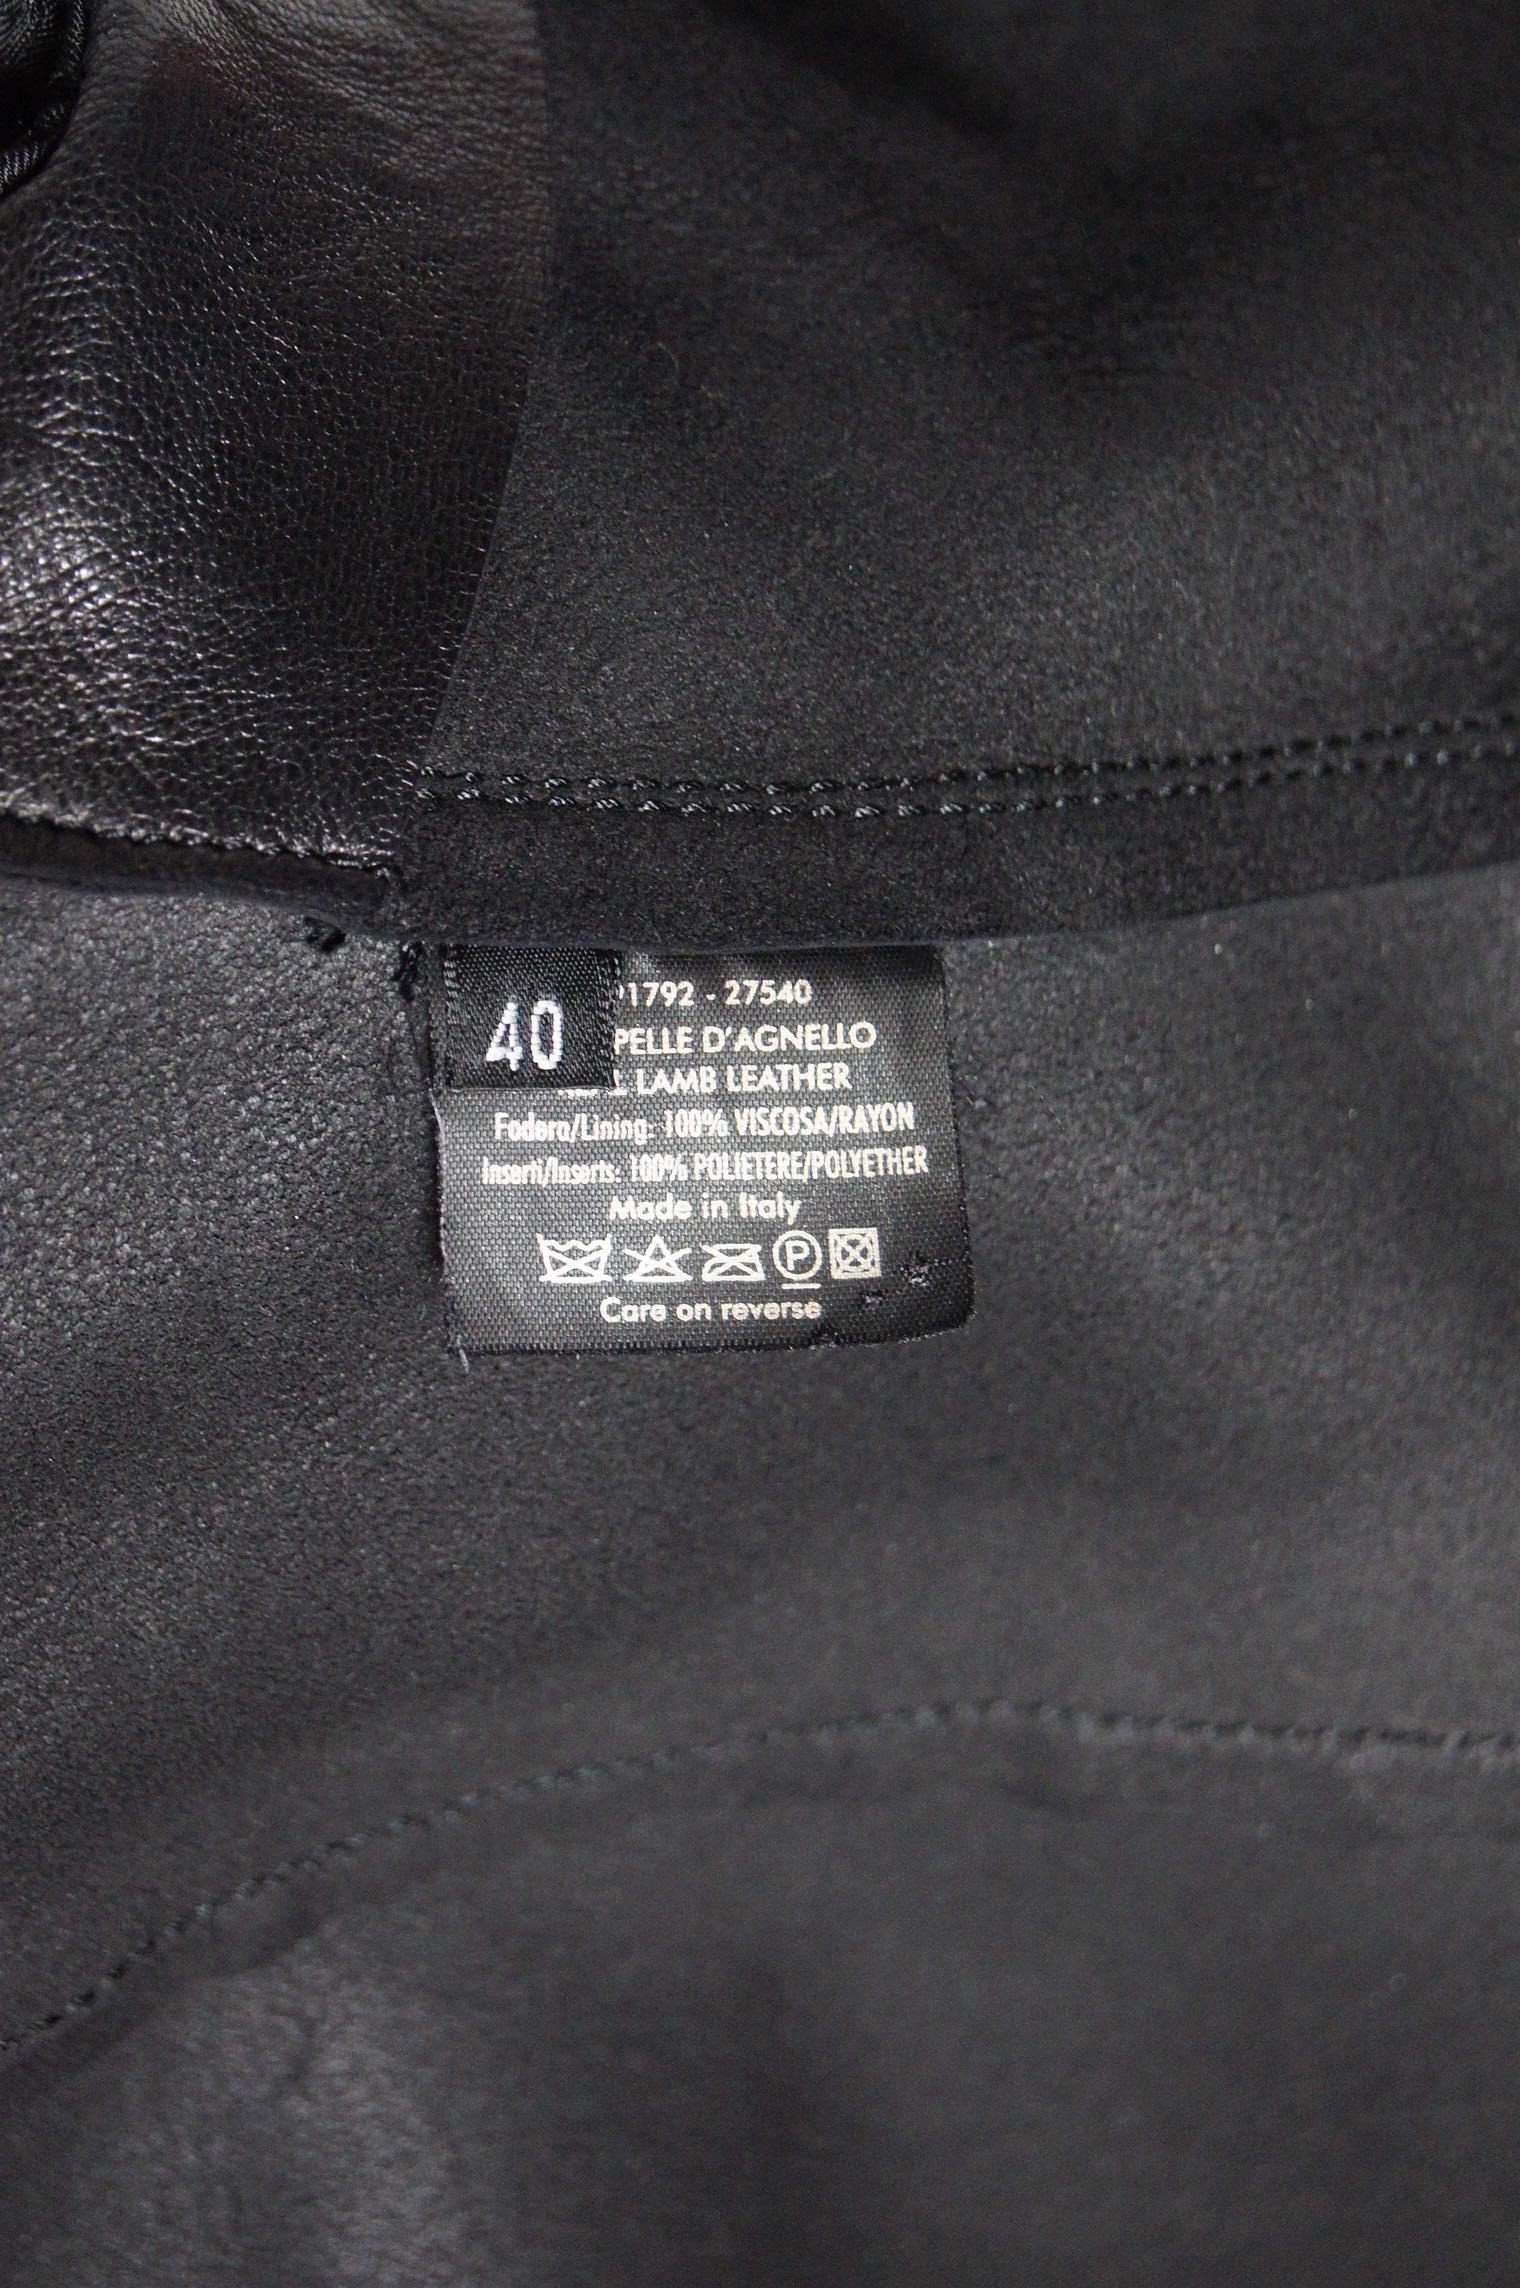 40
91792 - 27540
PELLE D'AGNELLO
LAMB LEATHER
Fodera/Lining: 100% VISCOSA/RAYON
Inserti/Inserts: 100% POLIETERE/POLYETHER
Made in Italy
P
Care on reverse